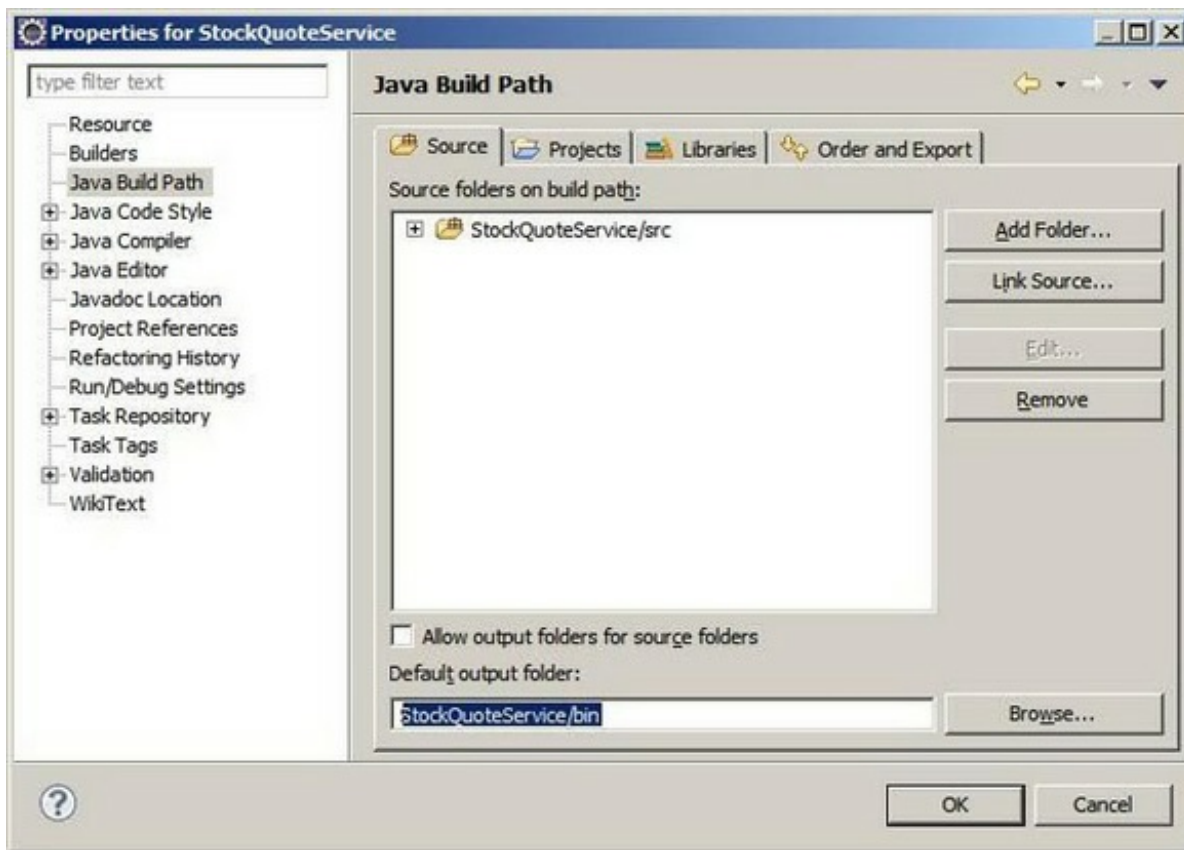 Properties for StockQuoteService
type filter text
Resource
Builders
Java Build Path
Java Code Style
Java Compiler
Java Editor
Javadoc Location
Project References
Refactoring History
Run/Debug Settings
Task Repository
Task Tags
Validation
WikiText
Java Build Path
Source Projects Libraries Order and Export
Source folders on build path:
StockQuoteService/src
Add Folder...
Link Source...
Edit...
Remove
Allow output folders for source folders
Default output folder:
StockQuoteService/bin
Browse...
OK Cancel